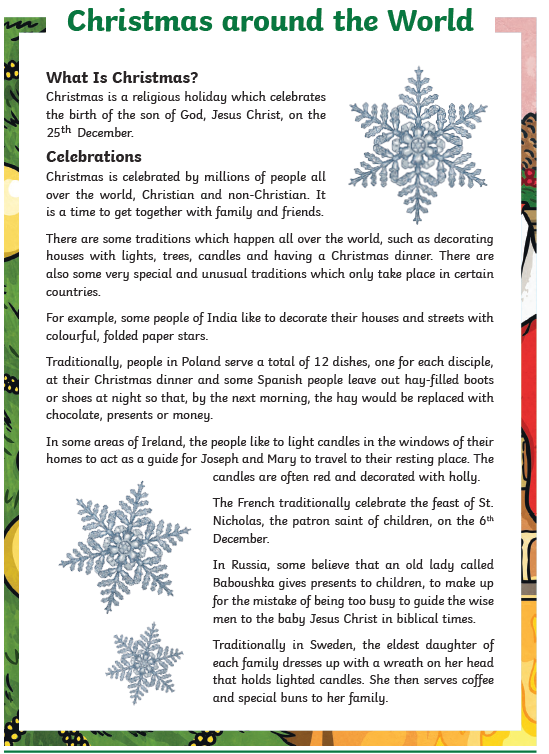 Christmas around the World
What Is Christmas?
Christmas is a religious holiday which celebrates
the birth of the son of God, Jesus Christ, on the
25th December.
Celebrations
Christmas is celebrated by millions of people all
over the world, Christian and non-Christian. It
is a time to get together with family and friends.
There are some traditions which happen all over the world, such as decorating
houses with lights, trees, candles and having a Christmas dinner. There are
also some very special and unusual traditions which only take place in certain
countries.
For example, some people of India like to decorate their houses and streets with
colourful, folded paper stars.
Traditionally, people in Poland serve a total of 12 dishes, one for each disciple,
at their Christmas dinner and some Spanish people leave out hay-filled boots
or shoes at night so that, by the next morning, the hay would be replaced with
chocolate, presents or money.
In some areas of Ireland, the people like to light candles in the windows of their
homes to act as a guide for Joseph and Mary to travel to their resting place. The
candles are often red and decorated with holly.
The French traditionally celebrate the feast of St.
Nicholas, the patron saint of children, on the 6th
December.
In Russia, some believe that an old lady called
Baboushka gives presents to children, to make up
for the mistake of being too busy to guide the wise
men to the baby Jesus Christ in biblical times.
Traditionally in Sweden, the eldest daughter of
each family dresses up with a wreath on her head
that holds lighted candles. She then serves coffee
and special buns to her family.